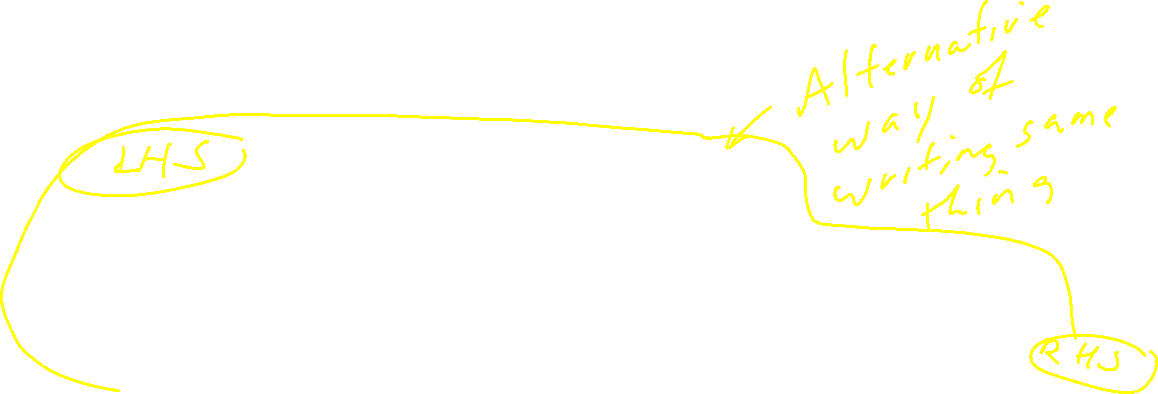 Alternative
way of
writing same
thing
LHS
RHS